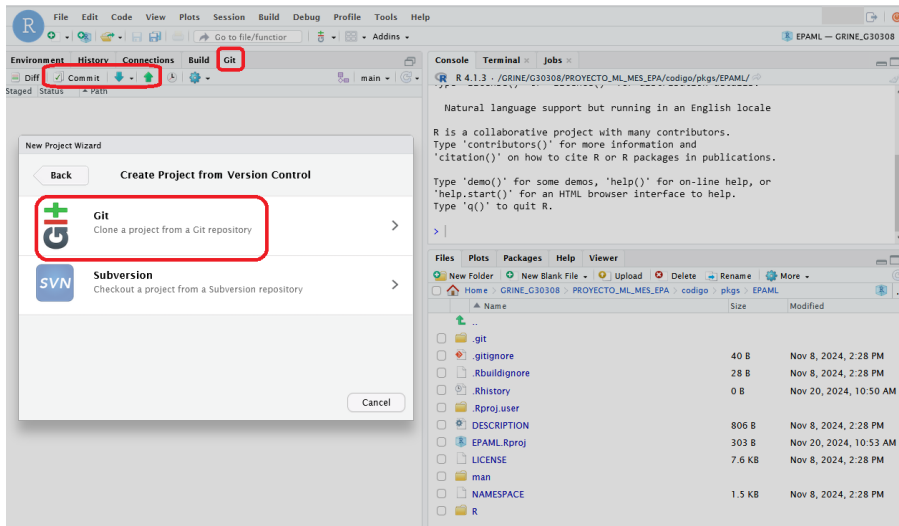 File Edit Code View Plots Session Build Debug Profile Tools Help
R
Go to file/function
Addins
EPAML — GRINE_G30308
Environment History Connections Build Git
Diff Commit main
Staged Status Path
New Project Wizard
Back Create Project from Version Control
Git
Clone a project from a Git repository
SVN
Subversion
Checkout a project from a Subversion repository
Cancel
Console Terminal × Jobs ×
R 4.1.3 · /GRINE/G30308/PROYECTO_ML_MES_EPA/codigo/pkgs/EPAML/
Natural language support but running in an English locale
R is a collaborative project with many contributors.
Type 'contributors()' for more information and
'citation()' on how to cite R or R packages in publications.
Type 'demo()' for some demos, 'help()' for on-line help, or
'help.start()' for an HTML browser interface to help.
Type 'q()' to quit R.
>
Files Plots Packages Help Viewer
New Folder New Blank File Upload Delete Rename More
Home GRINE_G30308 PROYECTO_ML_MES_EPA codigo pkgs EPAML
Name Size Modified
..
.git
.gitignore 40 B Nov 8, 2024, 2:28 PM
.Rbuildignore 28 B Nov 8, 2024, 2:28 PM
.Rhistory 0 B Nov 20, 2024, 10:50 AM
.Rproj.user
DESCRIPTION 806 B Nov 8, 2024, 2:28 PM
EPAML.Rproj 303 B Nov 20, 2024, 10:53 AM
LICENSE 7.6 KB Nov 8, 2024, 2:28 PM
man
NAMESPACE 1.5 KB Nov 8, 2024, 2:28 PM
R